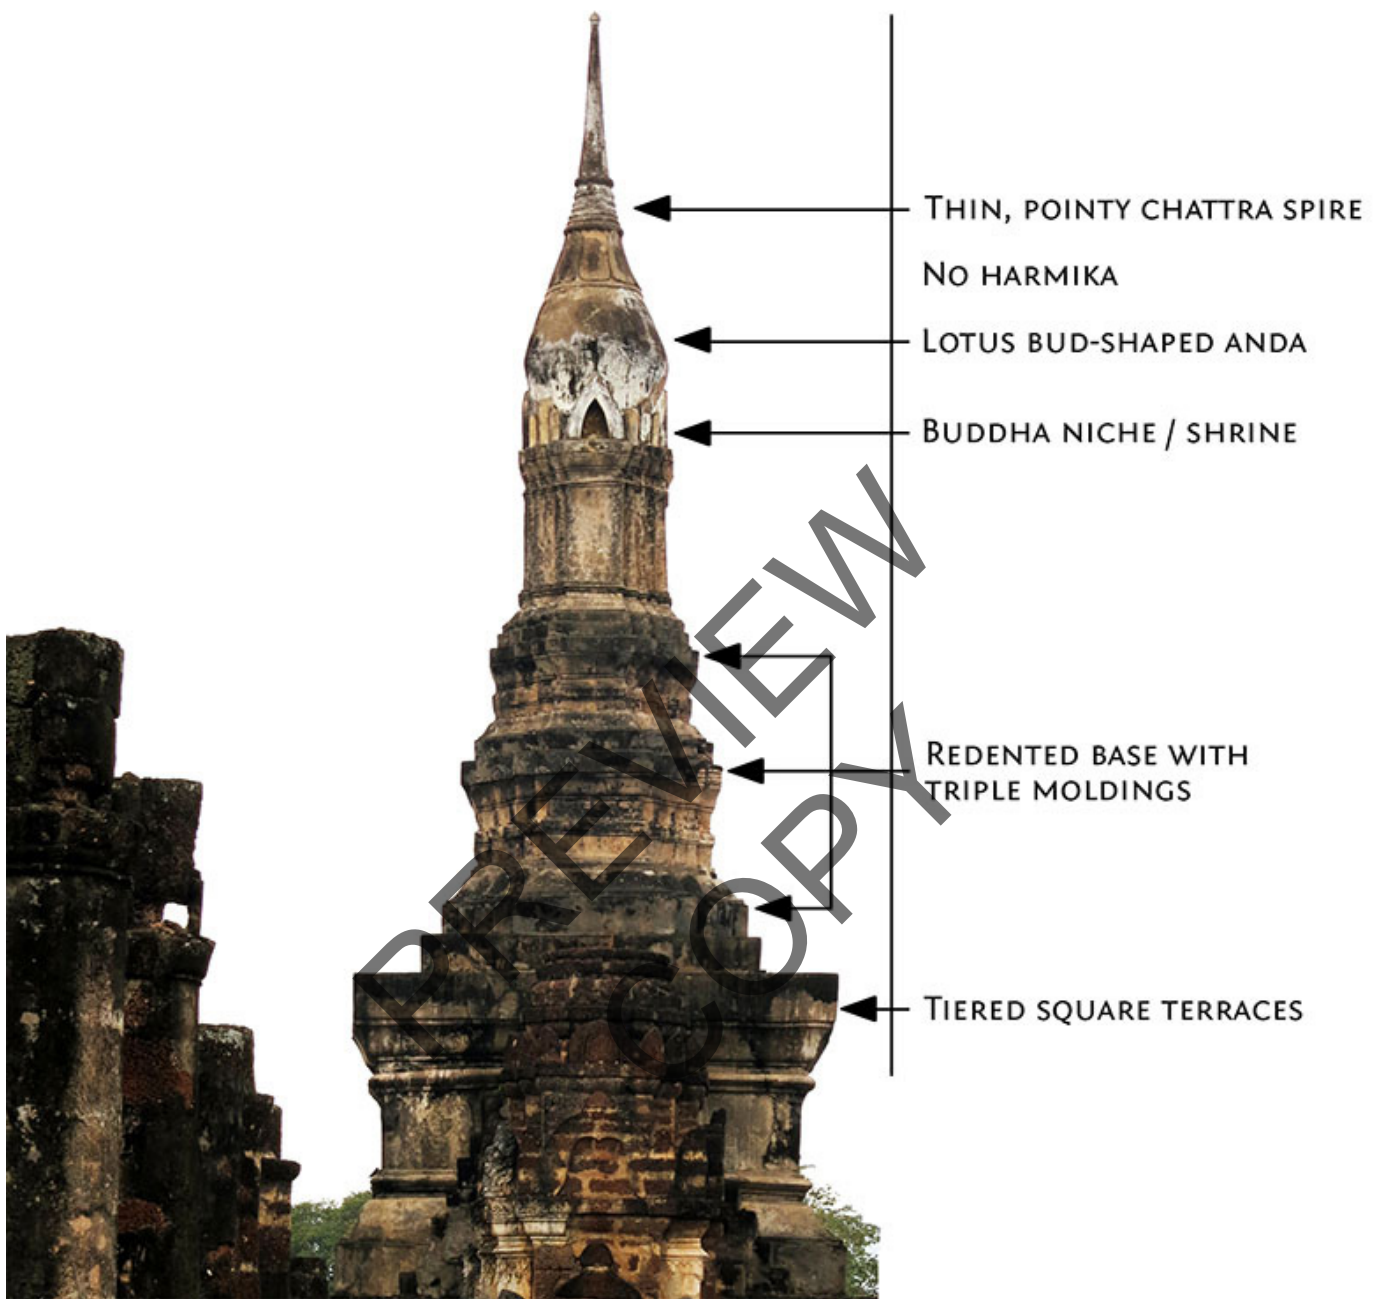 THIN, POINTY CHATTRA SPIRE
NO HARMIKA
LOTUS BUD-SHAPED ANDA
BUDDHA NICHE / SHRINE
REDENTED BASE WITH
TRIPLE MOLDINGS
TIERED SQUARE TERRACES
PREVIEW
COPY